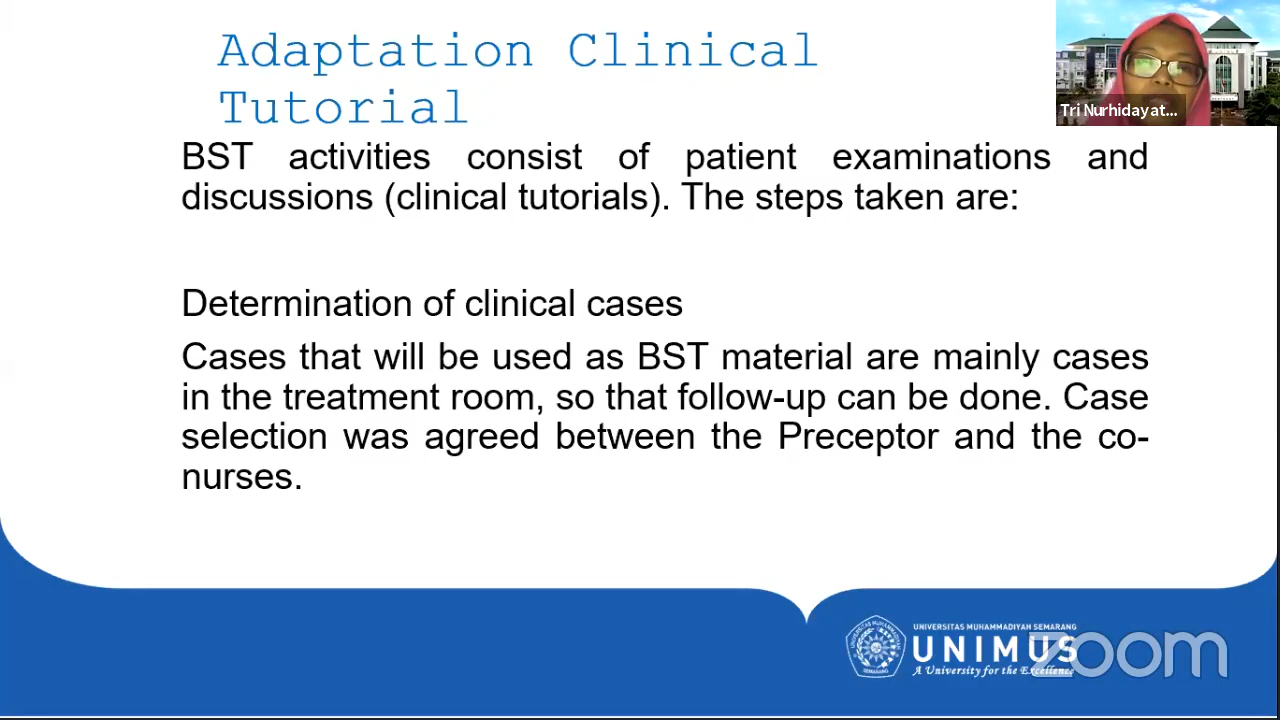 Adaptation Clinical
Tutorial
Tri Nurhidayat...
BST activities consist of patient examinations and
discussions (clinical tutorials). The steps taken are:
Determination of clinical cases
Cases that will be used as BST material are mainly cases
in the treatment room, so that follow-up can be done. Case
selection was agreed between the Preceptor and the co-
nurses.
UNIVERSITAS MUHAMMADIYAH SEMARANG
UNIMUS
A University for the Excellence
zoom